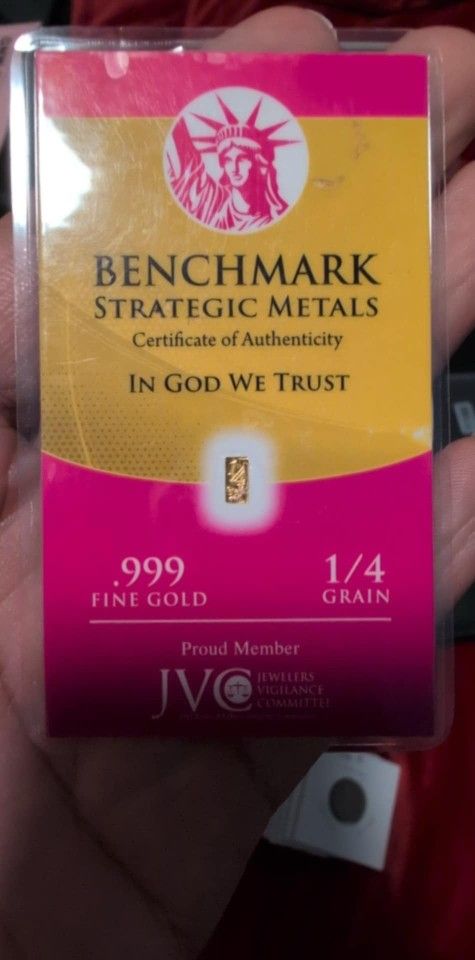 BENCHMARK
STRATEGIC METALS
Certificate of Authenticity
IN GOD WE TRUST
.999
FINE GOLD
1/4
GRAIN
Proud Member
JVC
JEWELERS
VIGILANCE
COMMITTEE